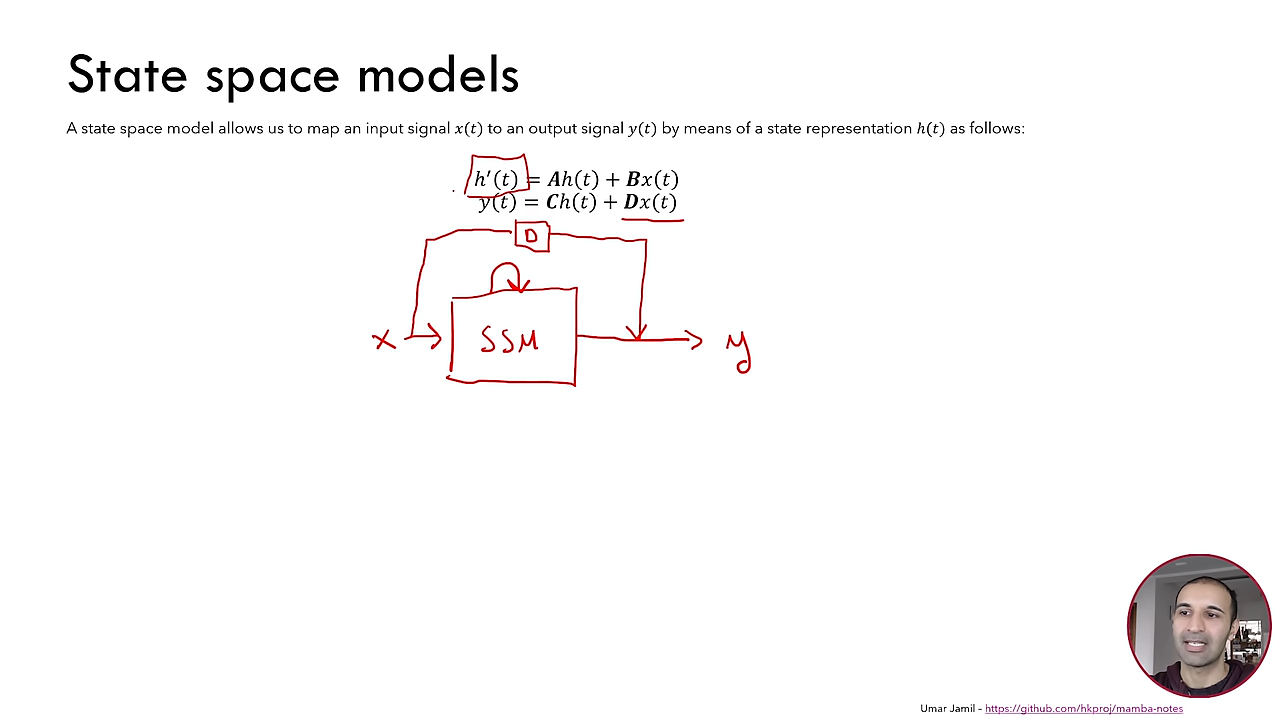 State space models
A state space model allows us to map an input signal x(t) to an output signal y(t) by means of a state representation h(t) as follows:
h′(t) = Ah(t) + Bx(t)
y(t) = Ch(t) + Dx(t)
D
x SSM y
Umar Jamil – https://github.com/hkproj/mamba-notes